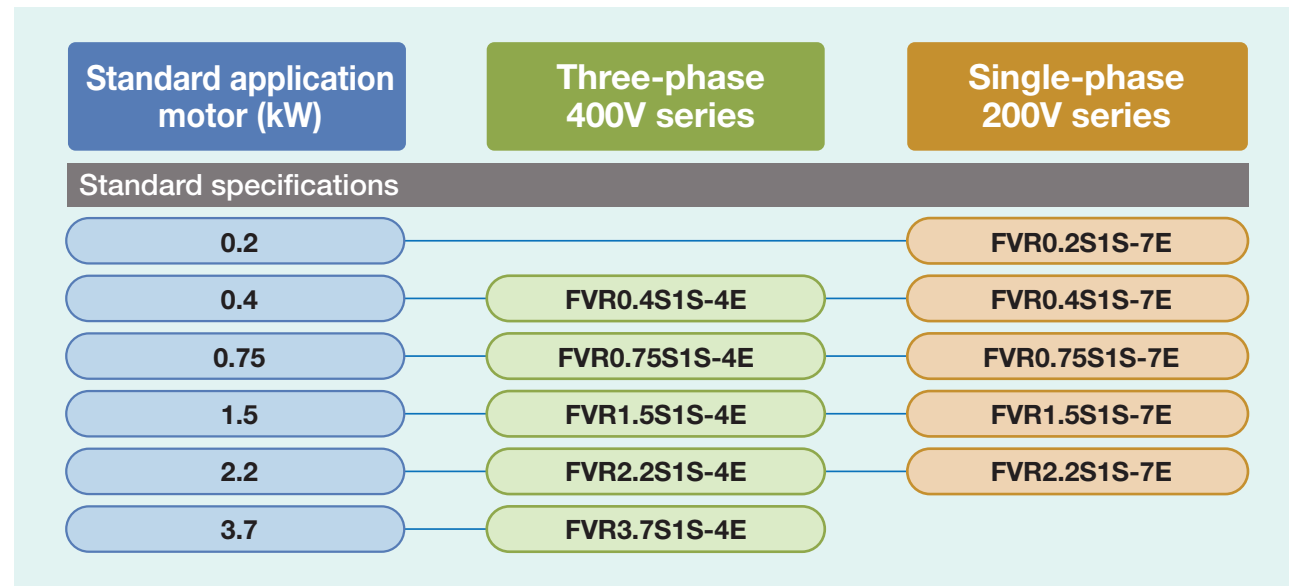 Standard application
motor (kW)
Three-phase
400V series
Single-phase
200V series
Standard specifications
0.2
FVR0.2S1S-7E
0.4
FVR0.4S1S-4E
FVR0.4S1S-7E
0.75
FVR0.75S1S-4E
FVR0.75S1S-7E
1.5
FVR1.5S1S-4E
FVR1.5S1S-7E
2.2
FVR2.2S1S-4E
FVR2.2S1S-7E
3.7
FVR3.7S1S-4E